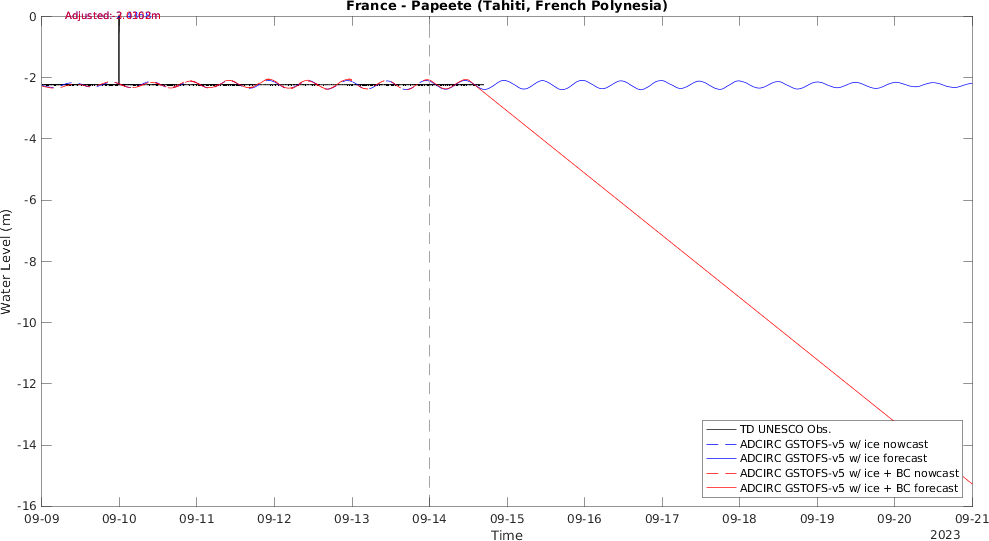 France - Papeete (Tahiti, French Polynesia)
0
-2
-4
-6
-8
-10
-12
-14
-16
Water Level (m)
TD UNESCO Obs.
ADCIRC GSTOFS-v5 w/ ice nowcast
ADCIRC GSTOFS-v5 w/ ice forecast
ADCIRC GSTOFS-v5 w/ ice + BC nowcast
ADCIRC GSTOFS-v5 w/ ice + BC forecast
09-09 09-10 09-11 09-12 09-13 09-14 09-15 09-16 09-17 09-18 09-19 09-20 09-21
Time
2023
Adjusted: